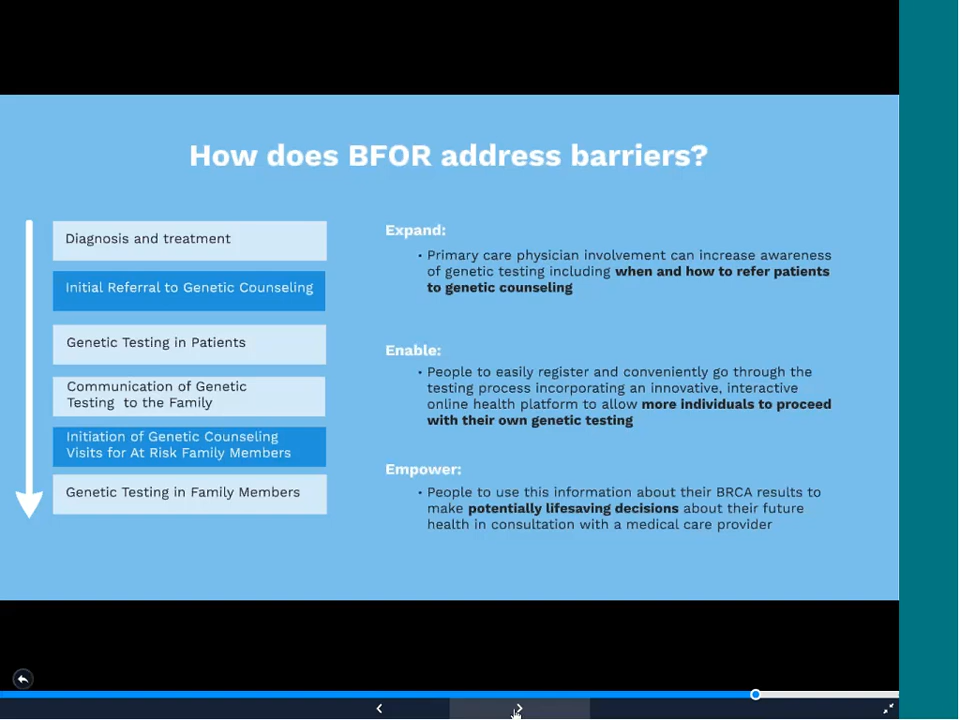 How does BFOR address barriers?
Diagnosis and treatment
Initial Referral to Genetic Counseling
Genetic Testing in Patients
Communication of Genetic
Testing to the Family
Initiation of Genetic Counseling
Visits for At Risk Family Members
Genetic Testing in Family Members
Expand:
• Primary care physician involvement can increase awareness
of genetic testing including when and how to refer patients
to genetic counseling
Enable:
• People to easily register and conveniently go through the
testing process incorporating an innovative, interactive
online health platform to allow more individuals to proceed
with their own genetic testing
Empower:
• People to use this information about their BRCA results to
make potentially lifesaving decisions about their future
health in consultation with a medical care provider